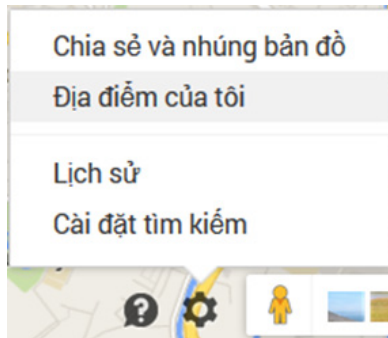 Chia sẻ và nhúng bản đồ
Địa điểm của tôi
Lịch sử
Cài đặt tìm kiếm
?